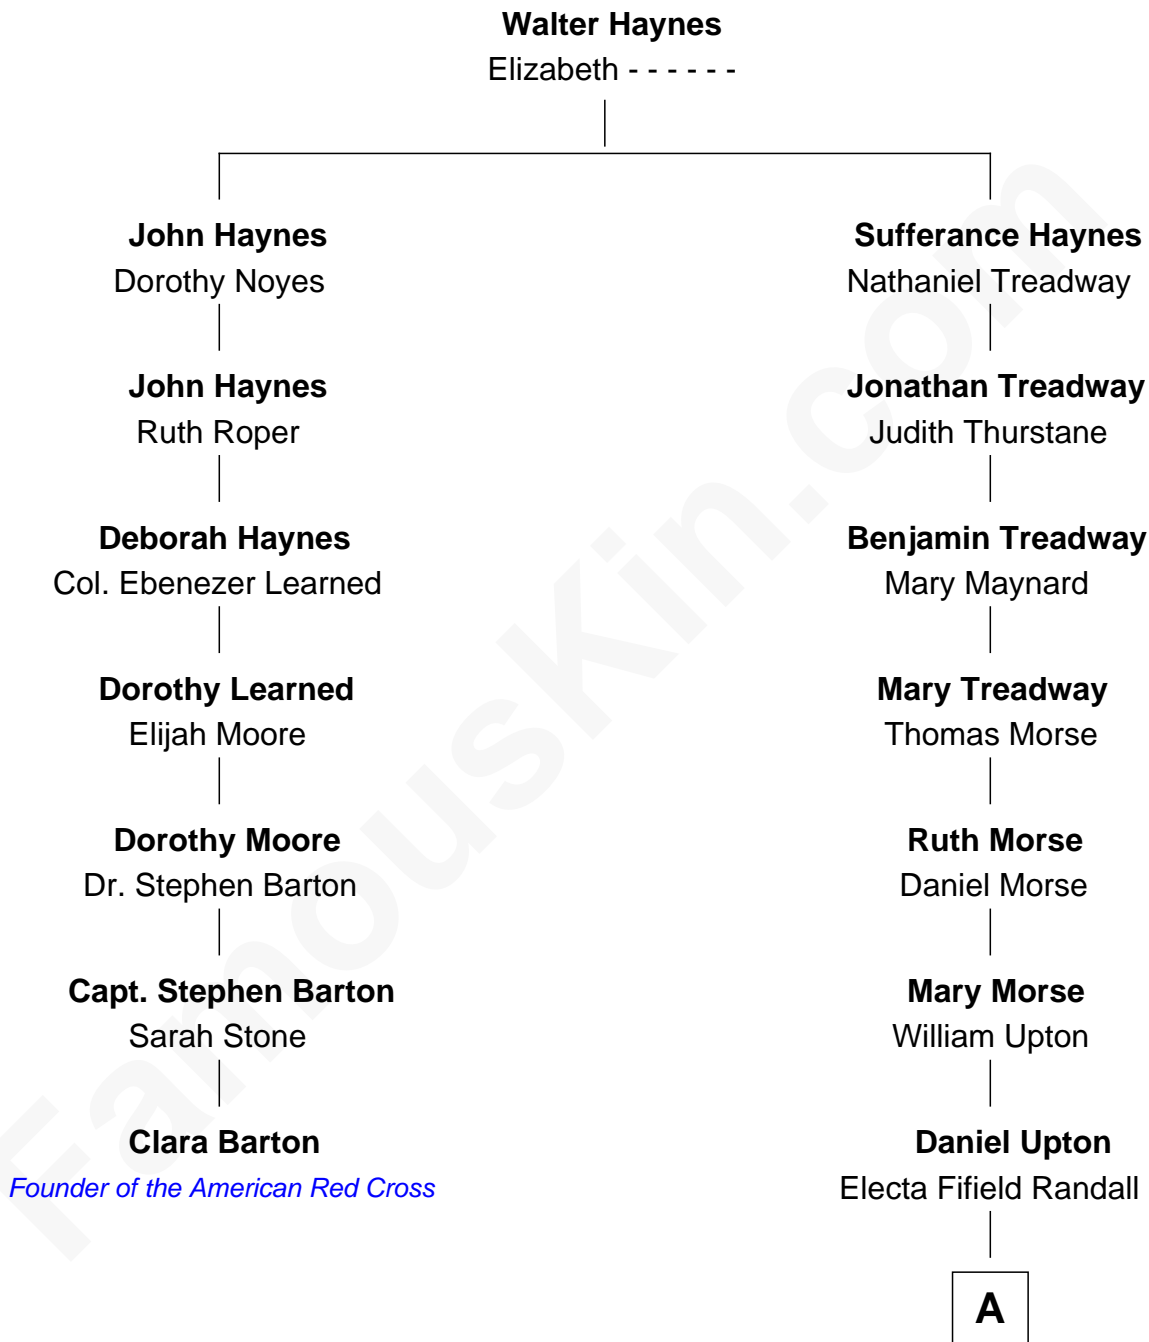 Walter Haynes
Elizabeth - - - - - -
John Haynes
Dorothy Noyes
Sufferance Haynes
Nathaniel Treadway
John Haynes
Ruth Roper
Jonathan Treadway
Judith Thurstane
Deborah Haynes
Col. Ebenezer Learned
Benjamin Treadway
Mary Maynard
Dorothy Learned
Elijah Moore
Mary Treadway
Thomas Morse
Dorothy Moore
Dr. Stephen Barton
Ruth Morse
Daniel Morse
Capt. Stephen Barton
Sarah Stone
Mary Morse
William Upton
Clara Barton
Founder of the American Red Cross
Daniel Upton
Electa Fifield Randall
A
FamousKin.com